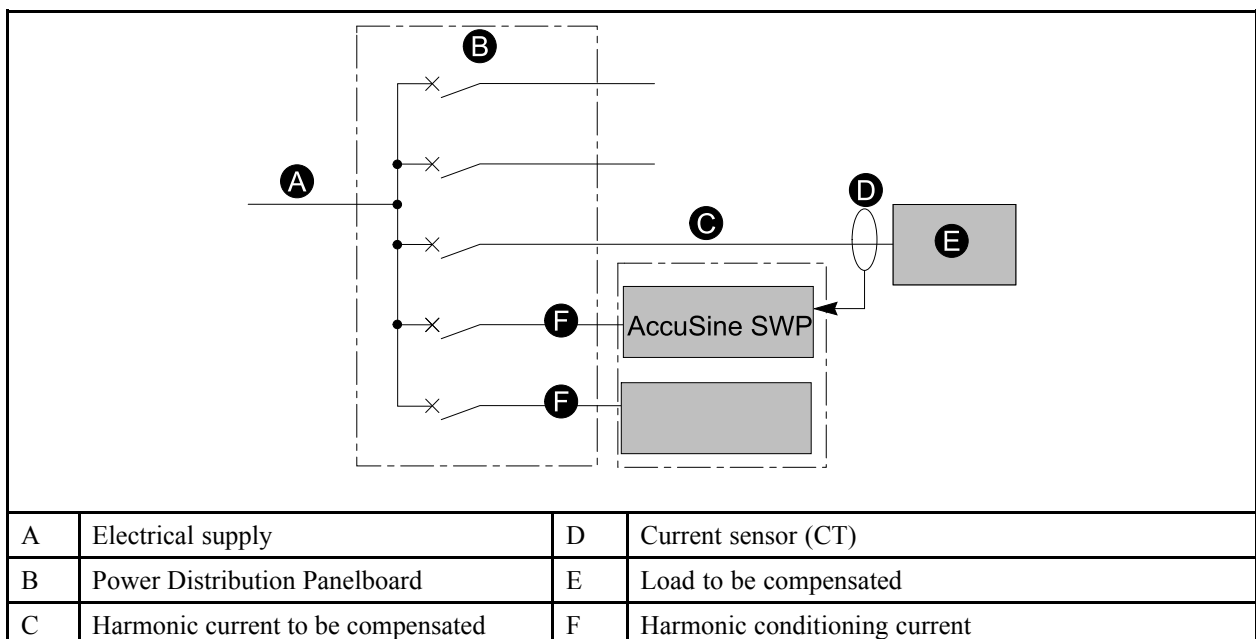 B
A
D
C
E
AccuSine SWP
F
F
A Electrical supply D Current sensor (CT)
B Power Distribution Panelboard E Load to be compensated
C Harmonic current to be compensated F Harmonic conditioning current